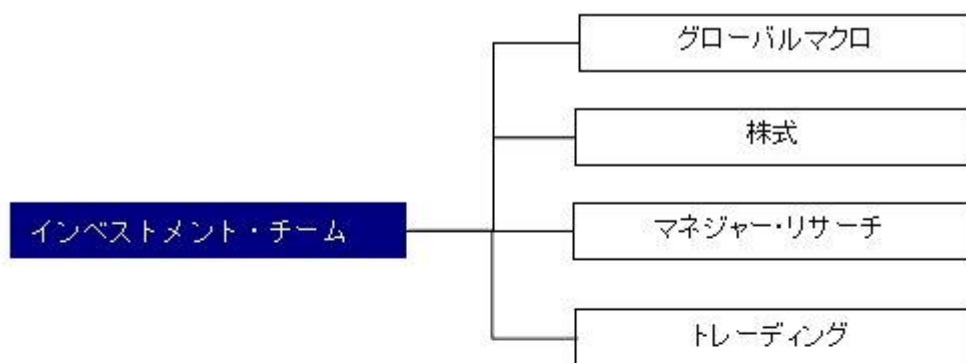 グローバルマクロ
株式
インベストメント・チーム
マネジャー・リサーチ
トレーディング